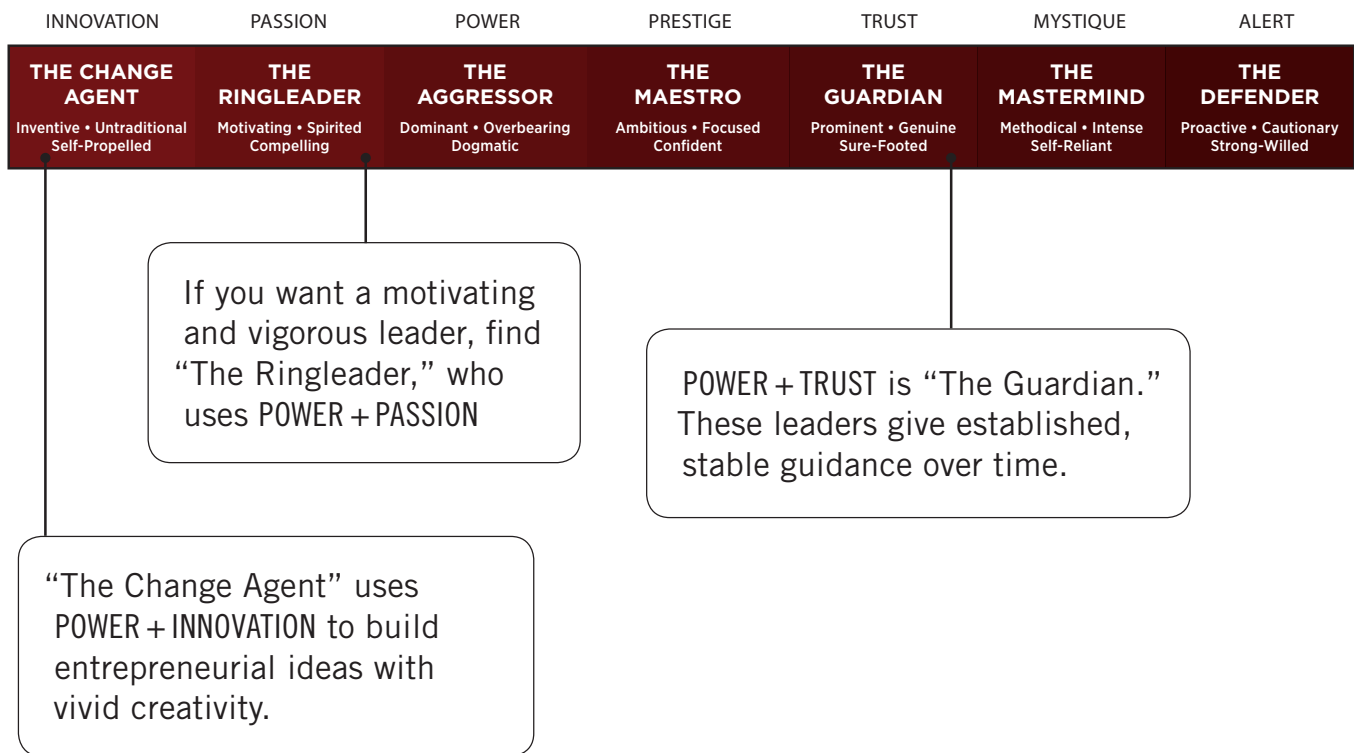 INNOVATION PASSION POWER PRESTIGE TRUST MYSTIQUE ALERT
THE CHANGE
AGENT
Inventive • Untraditional
Self-Propelled
THE
RINGLEADER
Motivating • Spirited
Compelling
THE
AGGRESSOR
Dominant • Overbearing
Dogmatic
THE
MAESTRO
Ambitious • Focused
Confident
THE
GUARDIAN
Prominent • Genuine
Sure-Footed
THE
MASTERMIND
Methodical • Intense
Self-Reliant
THE
DEFENDER
Proactive • Cautionary
Strong-Willed
If you want a motivating
and vigorous leader, find
“The Ringleader,” who
uses POWER + PASSION
POWER + TRUST is “The Guardian.”
These leaders give established,
stable guidance over time.
“The Change Agent” uses
POWER + INNOVATION to build
entrepreneurial ideas with
vivid creativity.